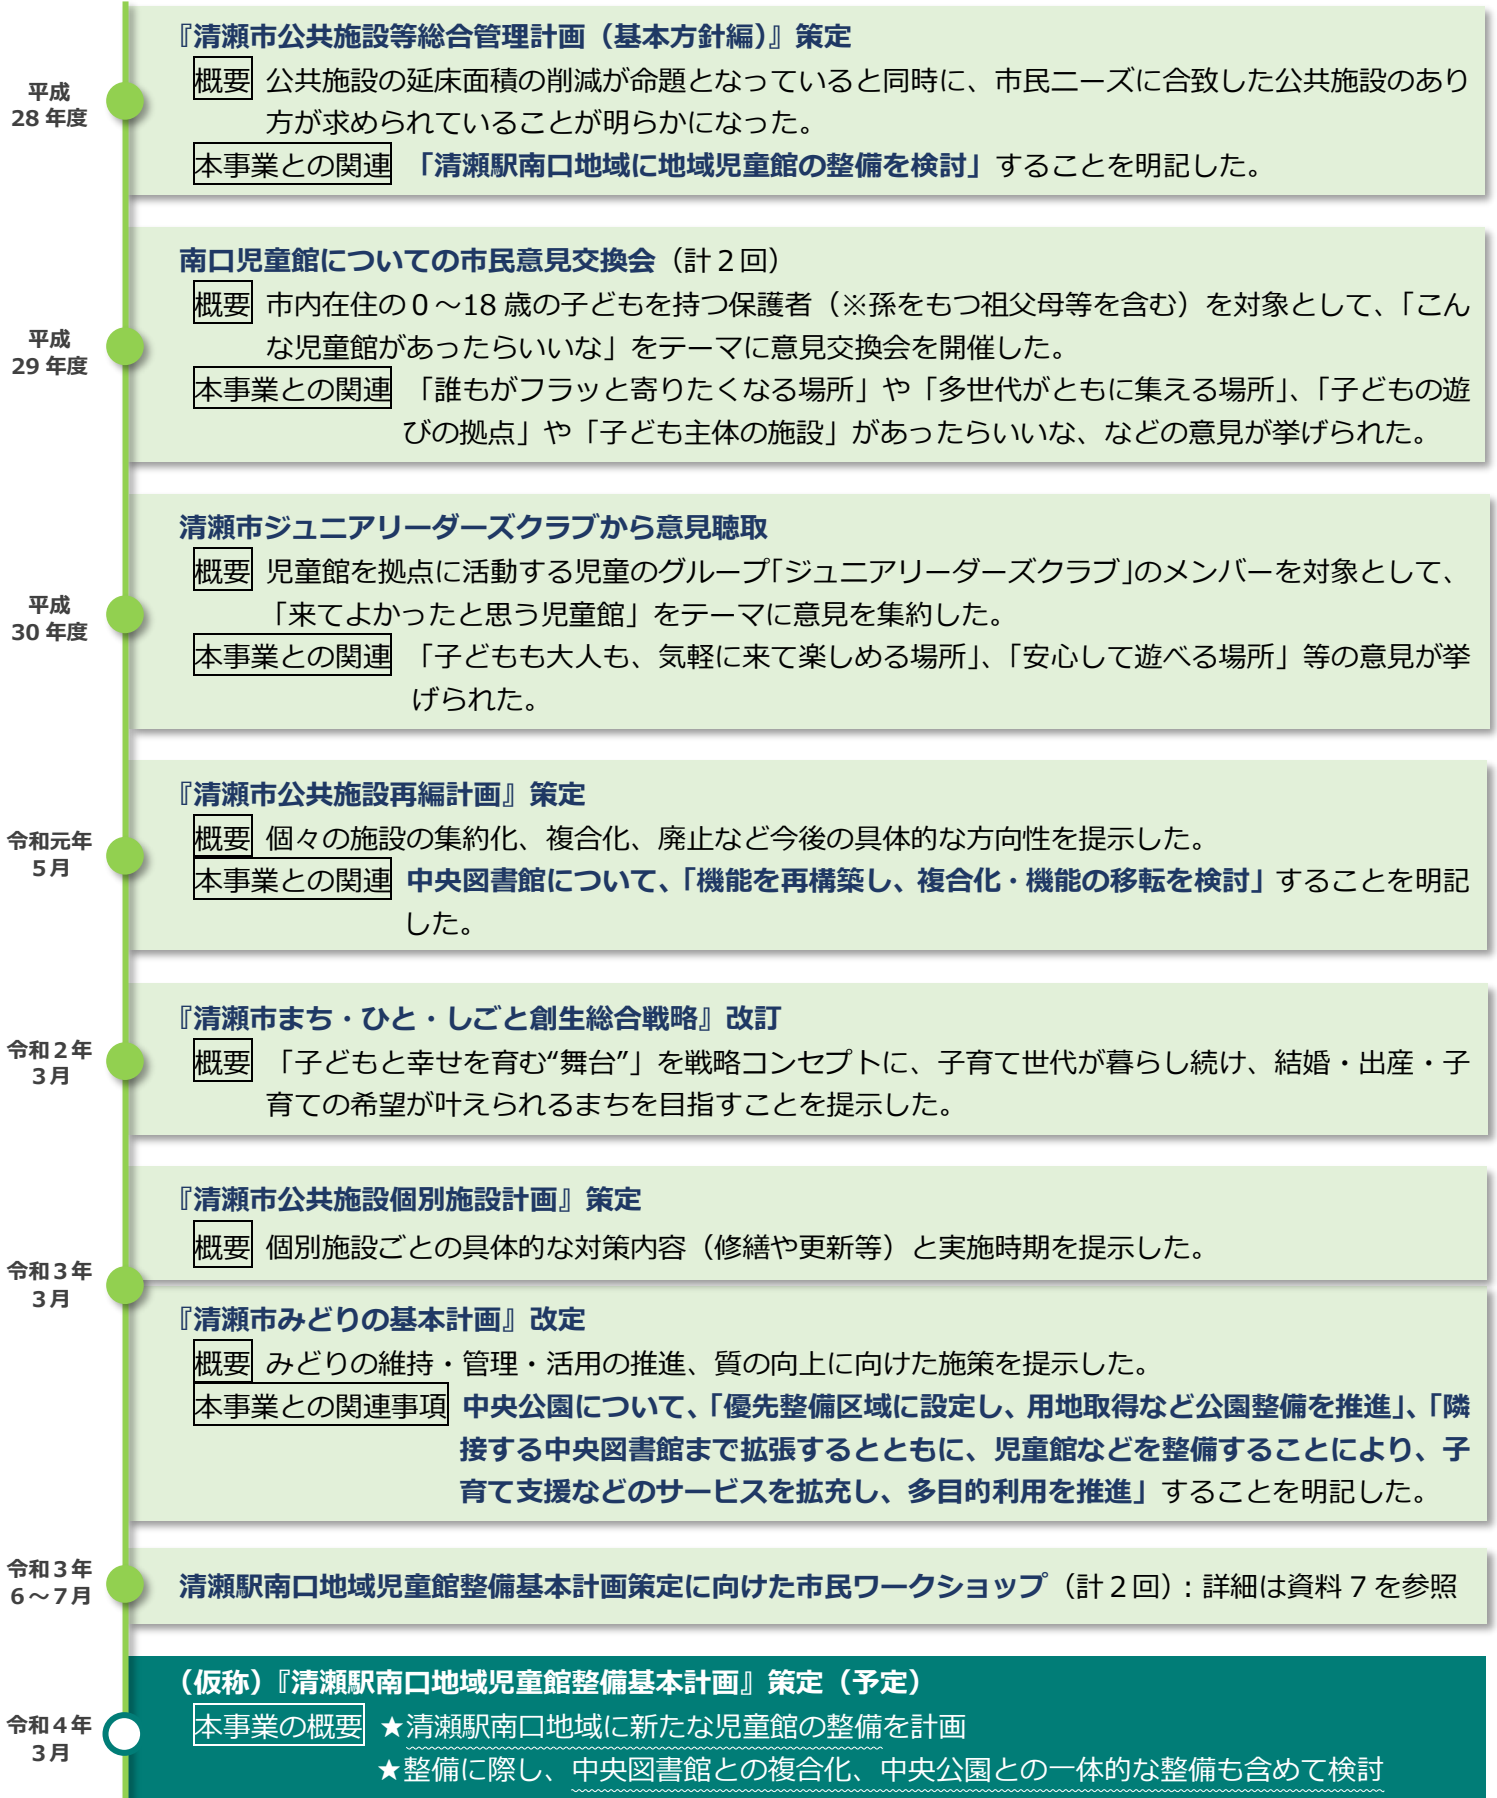 平成
28 年度
『清瀬市公共施設等総合管理計画（基本方針編）』策定
概要 公共施設の延床面積の削減が命題となっていると同時に、市民ニーズに合致した公共施設のあり
方が求められていることが明らかになった。
本事業との関連 「清瀬駅南口地域に地域児童館の整備を検討」することを明記した。
平成
29 年度
南口児童館についての市民意見交換会（計２回）
概要 市内在住の０～18 歳の子どもを持つ保護者（※孫をもつ祖父母等を含む）を対象として、「こん
な児童館があったらいいな」をテーマに意見交換会を開催した。
本事業との関連 「誰もがフラッと寄りたくなる場所」や「多世代がともに集える場所」、「子どもの遊
びの拠点」や「子ども主体の施設」があったらいいな、などの意見が挙げられた。
平成
30 年度
清瀬市ジュニアリーダーズクラブから意見聴取
概要 児童館を拠点に活動する児童のグループ「ジュニアリーダーズクラブ」のメンバーを対象として、
「来てよかったと思う児童館」をテーマに意見を集約した。
本事業との関連 「子どもも大人も、気軽に来て楽しめる場所」、「安心して遊べる場所」等の意見が挙
げられた。
令和元年
５月
『清瀬市公共施設再編計画』策定
概要 個々の施設の集約化、複合化、廃止など今後の具体的な方向性を提示した。
本事業との関連 中央図書館について、「機能を再構築し、複合化・機能の移転を検討」することを明記
した。
令和２年
３月
『清瀬市まち・ひと・しごと創生総合戦略』改訂
概要 「子どもと幸せを育む“舞台”」を戦略コンセプトに、子育て世代が暮らし続け、結婚・出産・子
育ての希望が叶えられるまちを目指すことを提示した。
令和３年
３月
『清瀬市公共施設個別施設計画』策定
概要 個別施設ごとの具体的な対策内容（修繕や更新等）と実施時期を提示した。
『清瀬市みどりの基本計画』改定
概要 みどりの維持・管理・活用の推進、質の向上に向けた施策を提示した。
本事業との関連事項 中央公園について、「優先整備区域に設定し、用地取得など公園整備を推進」、「隣
接する中央図書館まで拡張するとともに、児童館などを整備することにより、子
育て支援などのサービスを拡充し、多目的利用を推進」することを明記した。
令和３年
６～７月
清瀬駅南口地域児童館整備基本計画策定に向けた市民ワークショップ（計２回）：詳細は資料７を参照
令和４年
３月
（仮称）『清瀬駅南口地域児童館整備基本計画』策定（予定）
本事業の概要 ★清瀬駅南口地域に新たな児童館の整備を計画
★整備に際し、中央図書館との複合化、中央公園との一体的な整備も含めて検討